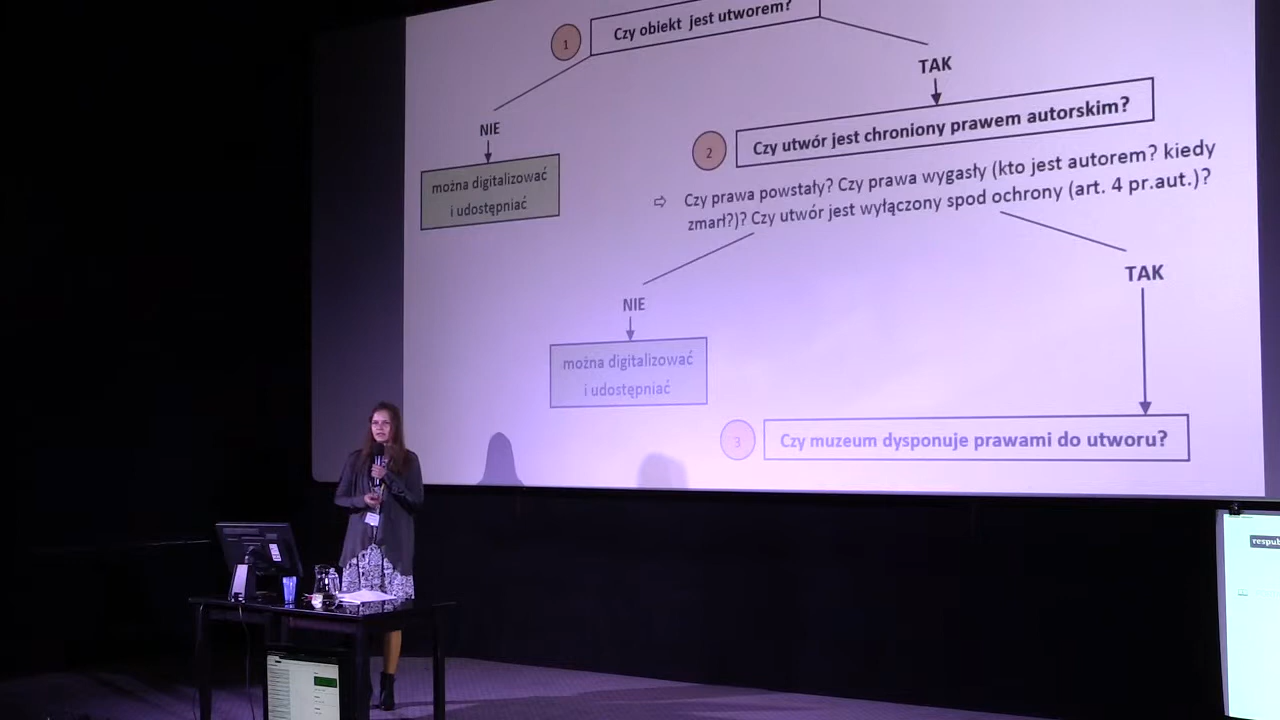 1
Czy obiekt jest utworem?
NIE
TAK
można digitalizować
i udostępniać
2
Czy utwór jest chroniony prawem autorskim?
⇨ Czy prawa powstały? Czy prawa wygasły (kto jest autorem? kiedy
zmarł?)? Czy utwór jest wyłączony spod ochrony (art. 4 pr.aut.)?
NIE
TAK
można digitalizować
i udostępniać
3
Czy muzeum dysponuje prawami do utworu?
respub